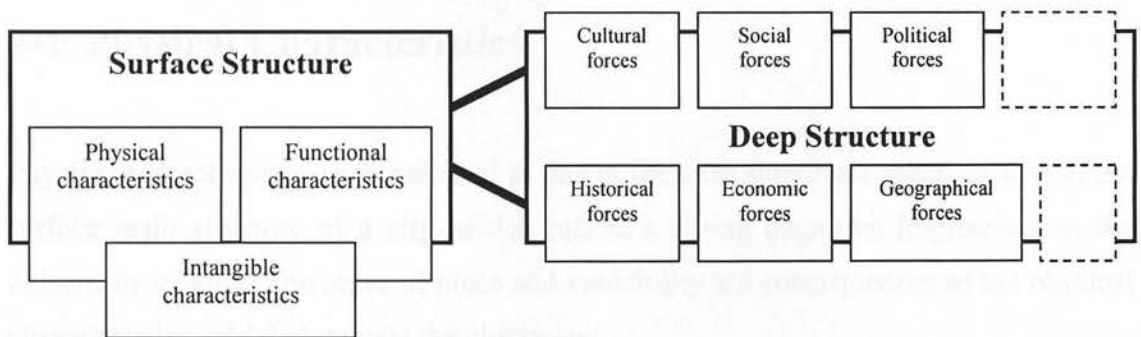 Surface Structure
Physical
characteristics
Functional
characteristics
Intangible
characteristics
Cultural
forces
Social
forces
Political
forces
Deep Structure
Historical
forces
Economic
forces
Geographical
forces